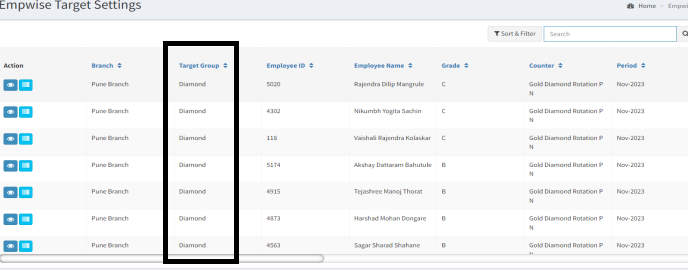 Empwise Target Settings
Home
Empwi
Sort & Filter
Search
Action Branch Target Group Employee ID Employee Name Grade Counter Period
Pune Branch Diamond 5020 Rajendra Dilip Mangrule C Gold Diamond Rotation P Nov-2023
N
Pune Branch Diamond 4302 Nikumbh Yogita Sachin C Gold Diamond Rotation P Nov-2023
N
Pune Branch Diamond 118 Vaishali Rajendra Kolaskar C Gold Diamond Rotation P Nov-2023
N
Pune Branch Diamond 5174 Akshay Dattaram Bahutule B Gold Diamond Rotation P Nov-2023
N
Pune Branch Diamond 4915 Tejashree Manoj Thorat B Gold Diamond Rotation P Nov-2023
N
Pune Branch Diamond 4873 Harshad Mohan Dongare B Gold Diamond Rotation P Nov-2023
N
Pune Branch Diamond 4563 Sagar Sharad Shahane B Gold Diamond Rotation P Nov-2023
N